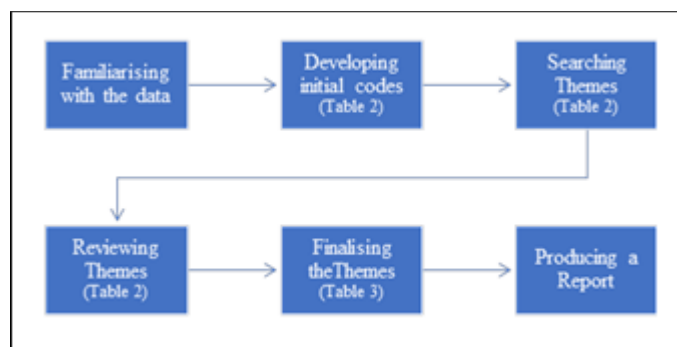 Familiarising
with the data
Developing
initial codes
(Table 2)
Searching
Themes
(Table 2)
Reviewing
Themes
(Table 2)
Finalising
theThemes
(Table 3)
Producing a
Report